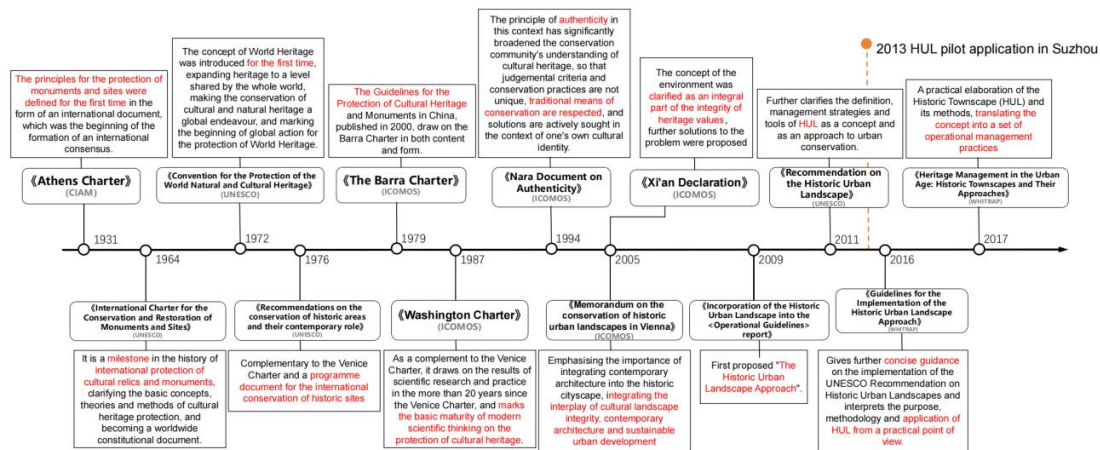 2013 HUL pilot application in Suzhou
The principles for the protection of
monuments and sites were
defined for the first time in the
form of an international document,
which was the beginning of the
formation of an international
consensus.
《Athens Charter》
(CIAM)
1931
The concept of World Heritage
was introduced for the first time,
expanding heritage to a level
shared by the whole world,
making the conservation of
cultural and natural heritage a
global endeavour, and marking
the beginning of global action for
the protection of World Heritage.
《Convention for the Protection of the
World Natural and Cultural Heritage》
(UNESCO)
1972
The Guidelines for the
Protection of Cultural Heritage
and Monuments in China,
published in 2000, draw on the
Barra Charter in both content
and form.
《The Barra Charter》
(ICOMOS)
1979
The principle of authenticity in
this context has significantly
broadened the conservation
community's understanding of
cultural heritage, so that
judgemental criteria and
conservation practices are not
unique, traditional means of
conservation are respected, and
solutions are actively sought in
the context of one's own cultural
identity.
《Nara Document on
Authenticity》
(ICOMOS)
1994
The concept of the
environment was
clarified as an integral
part of the integrity of
heritage values,
further solutions to the
problem were proposed
《Xi'an Declaration》
(ICOMOS)
Further clarifies the definition,
management strategies and
tools of HUL as a concept and
as an approach to urban
conservation.
《Recommendation on
the Historic Urban
Landscape》
(UNESCO)
2011
A practical elaboration of the
Historic Townscape (HUL) and
its methods, translating the
concept into a set of
operational management
practices
《Heritage Management in the Urban
Age: Historic Townscapes and Their
Approaches》
(WHITRAP)
2017
1964
《International Charter for the
Conservation and Restoration of
Monuments and Sites》
(UNESCO)
It is a milestone in the history of
international protection of
cultural relics and monuments,
clarifying the basic concepts,
theories and methods of cultural
heritage protection, and
becoming a worldwide
constitutional document.
1976
《Recommendations on the
conservation of historic areas
and their contemporary role》
(UNESCO)
Complementary to the Venice
Charter and a programme
document for the international
conservation of historic sites
1987
《Washington Charter》
(ICOMOS)
As a complement to the Venice
Charter, it draws on the results of
scientific research and practice
in the more than 20 years since
the Venice Charter, and marks
the basic maturity of modern
scientific thinking on the
protection of cultural heritage.
2005
《Memorandum on the
conservation of historic
urban landscapes in Vienna》
(ICOMOS)
Emphasising the importance of
integrating contemporary
architecture into the historic
cityscape, integrating the
interplay of cultural landscape
integrity, contemporary
architecture and sustainable
urban development
2009
《Incorporation of the Historic
Urban Landscape into the
<Operational Guidelines>
report》
First proposed "The
Historic Urban
Landscape Approach".
2016
《Guidelines for the
Implementation of the
Historic Urban Landscape
Approach》
(WHITRAP)
Gives further concise guidance
on the implementation of the
UNESCO Recommendation on
Historic Urban Landscapes and
interprets the purpose,
methodology and application of
HUL from a practical point of
view.